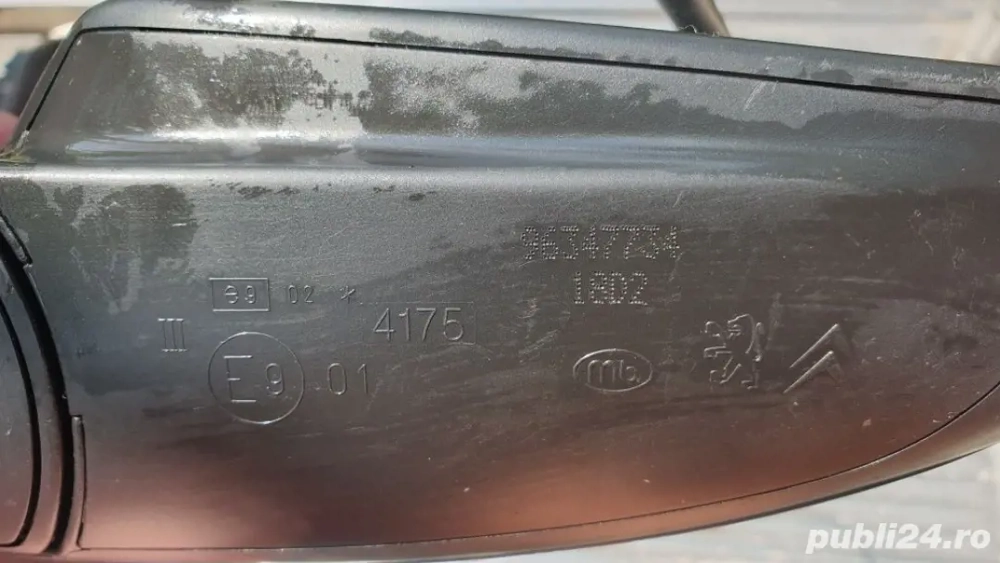 96347734
18D2
e9 02 *
III
4175
E9 01
mb
publi24.ro